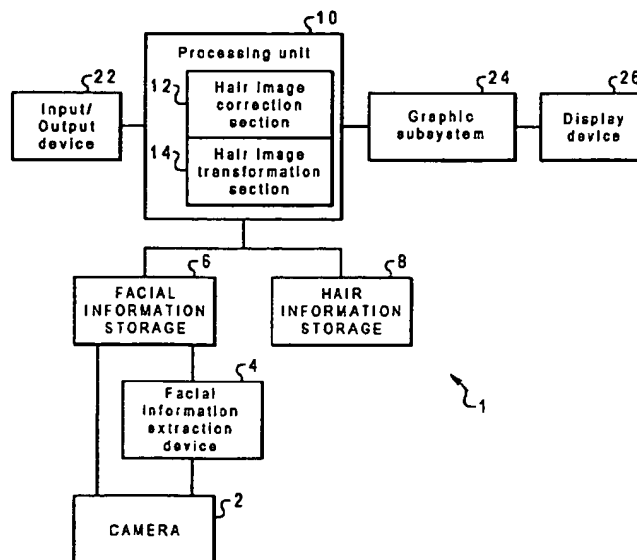 10
Processing unit
22
12
Hair image
correction
section
24
26
Input/
Output
device
Graphic
subsystem
Display
device
14
Hair Image
transformation
section
6
8
FACIAL
INFORMATION
STORAGE
HAIR
INFORMATION
STORAGE
4
Facial
information
extraction
device
1
2
CAMERA